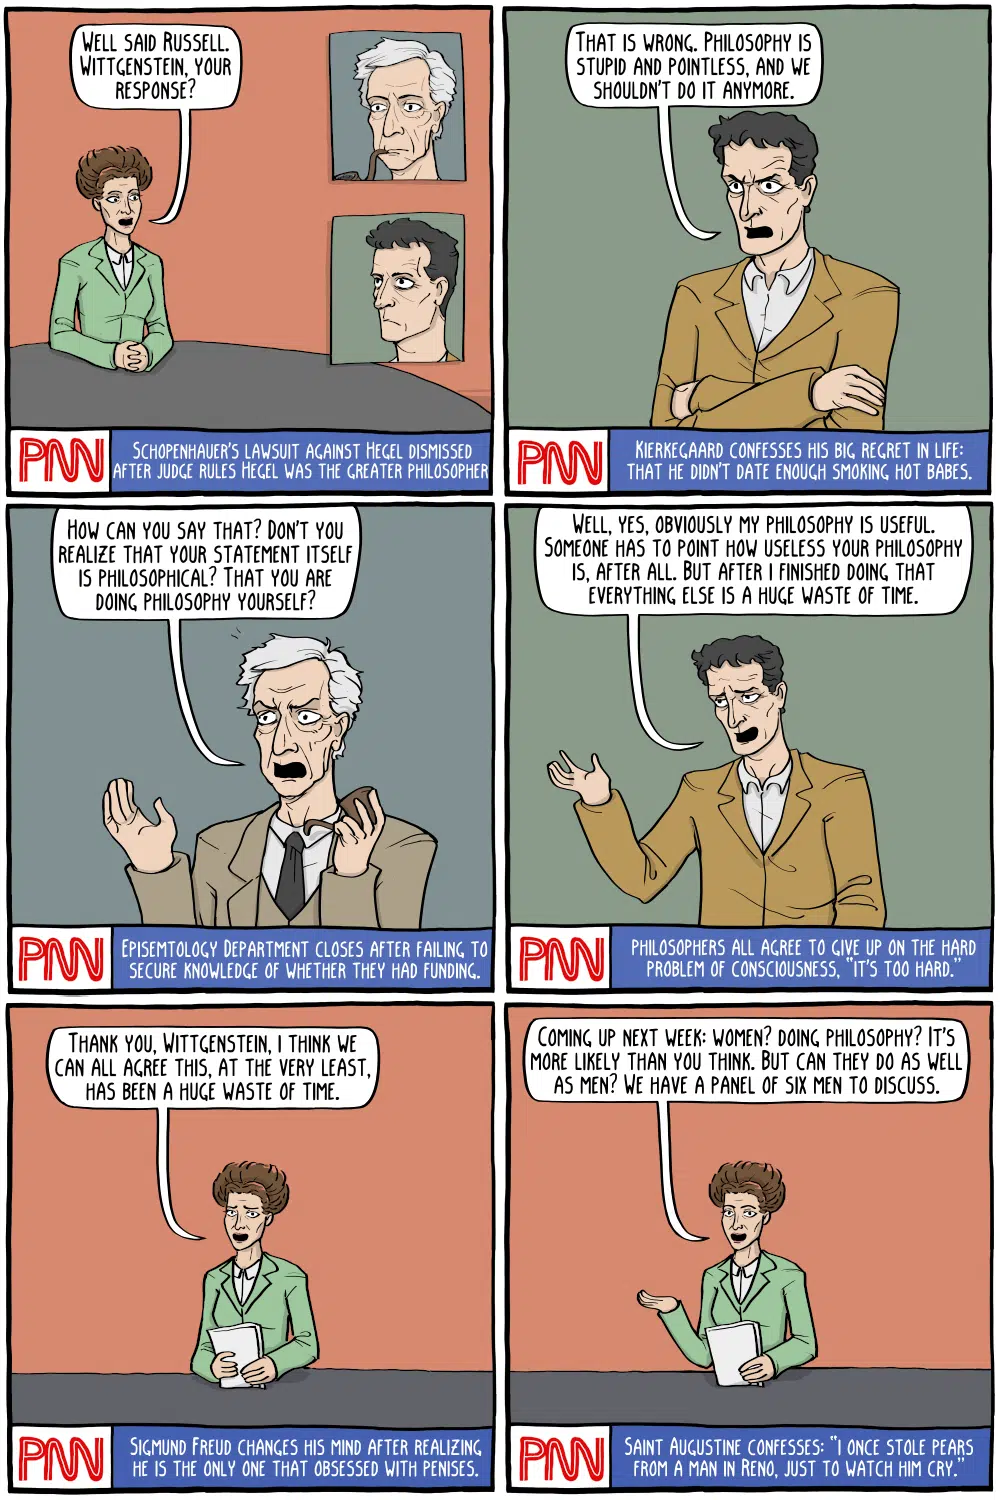 WELL SAID RUSSELL.
WITTGENSTEIN, YOUR
RESPONSE?
PNN
SCHOPENHAUER'S LAWSUIT AGAINST HEGEL DISMISSED
AFTER JUDGE RULES HEGEL WAS THE GREATER PHILOSOPHER
THAT IS WRONG. PHILOSOPHY IS
STUPID AND POINTLESS, AND WE
SHOULDN'T DO IT ANYMORE.
PNN
KIERKEGAARD CONFESSES HIS BIG REGRET IN LIFE:
THAT HE DIDN'T DATE ENOUGH SMOKING HOT BABES.
HOW CAN YOU SAY THAT? DON'T YOU
REALIZE THAT YOUR STATEMENT ITSELF
IS PHILOSOPHICAL? THAT YOU ARE
DOING PHILOSOPHY YOURSELF?
PNN
EPISEMTOLOGY DEPARTMENT CLOSES AFTER FAILING TO
SECURE KNOWLEDGE OF WHETHER THEY HAD FUNDING.
WELL, YES, OBVIOUSLY MY PHILOSOPHY IS USEFUL.
SOMEONE HAS TO POINT HOW USELESS YOUR PHILOSOPHY
IS, AFTER ALL. BUT AFTER I FINISHED DOING THAT
EVERYTHING ELSE IS A HUGE WASTE OF TIME.
PNN
PHILOSOPHERS ALL AGREE TO GIVE UP ON THE HARD
PROBLEM OF CONSCIOUSNESS, "IT'S TOO HARD."
THANK YOU, WITTGENSTEIN, I THINK WE
CAN ALL AGREE THIS, AT THE VERY LEAST,
HAS BEEN A HUGE WASTE OF TIME.
PNN
SIGMUND FREUD CHANGES HIS MIND AFTER REALIZING
HE IS THE ONLY ONE THAT OBSESSED WITH PENISES.
COMING UP NEXT WEEK: WOMEN? DOING PHILOSOPHY? IT'S
MORE LIKELY THAN YOU THINK. BUT CAN THEY DO AS WELL
AS MEN? WE HAVE A PANEL OF SIX MEN TO DISCUSS.
PNN
SAINT AUGUSTINE CONFESSES: "I ONCE STOLE PEARS
FROM A MAN IN RENO, JUST TO WATCH HIM CRY."